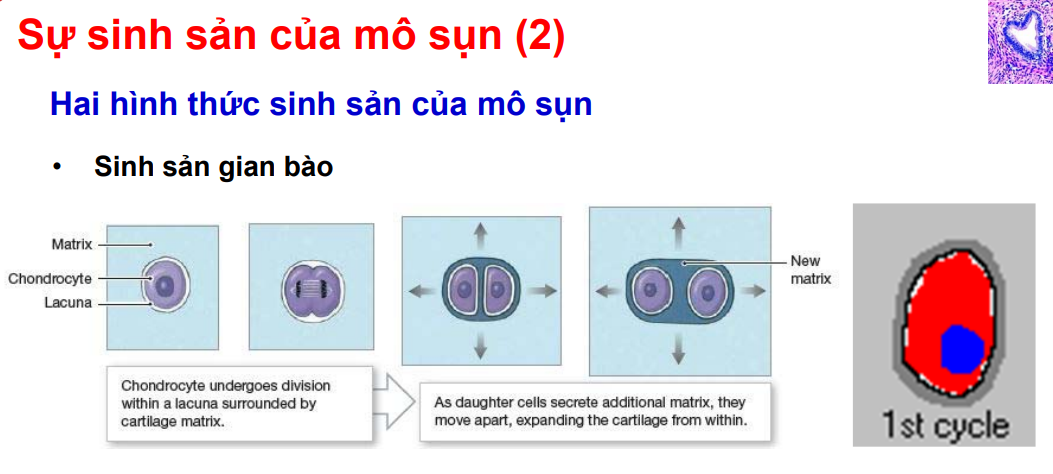 Sự sinh sản của mô sụn (2)
Hai hình thức sinh sản của mô sụn
• Sinh sản gian bào
Matrix
Chondrocyte
Lacuna
New
matrix
Chondrocyte undergoes division
within a lacuna surrounded by
cartilage matrix.
As daughter cells secrete additional matrix, they
move apart, expanding the cartilage from within.
1st cycle